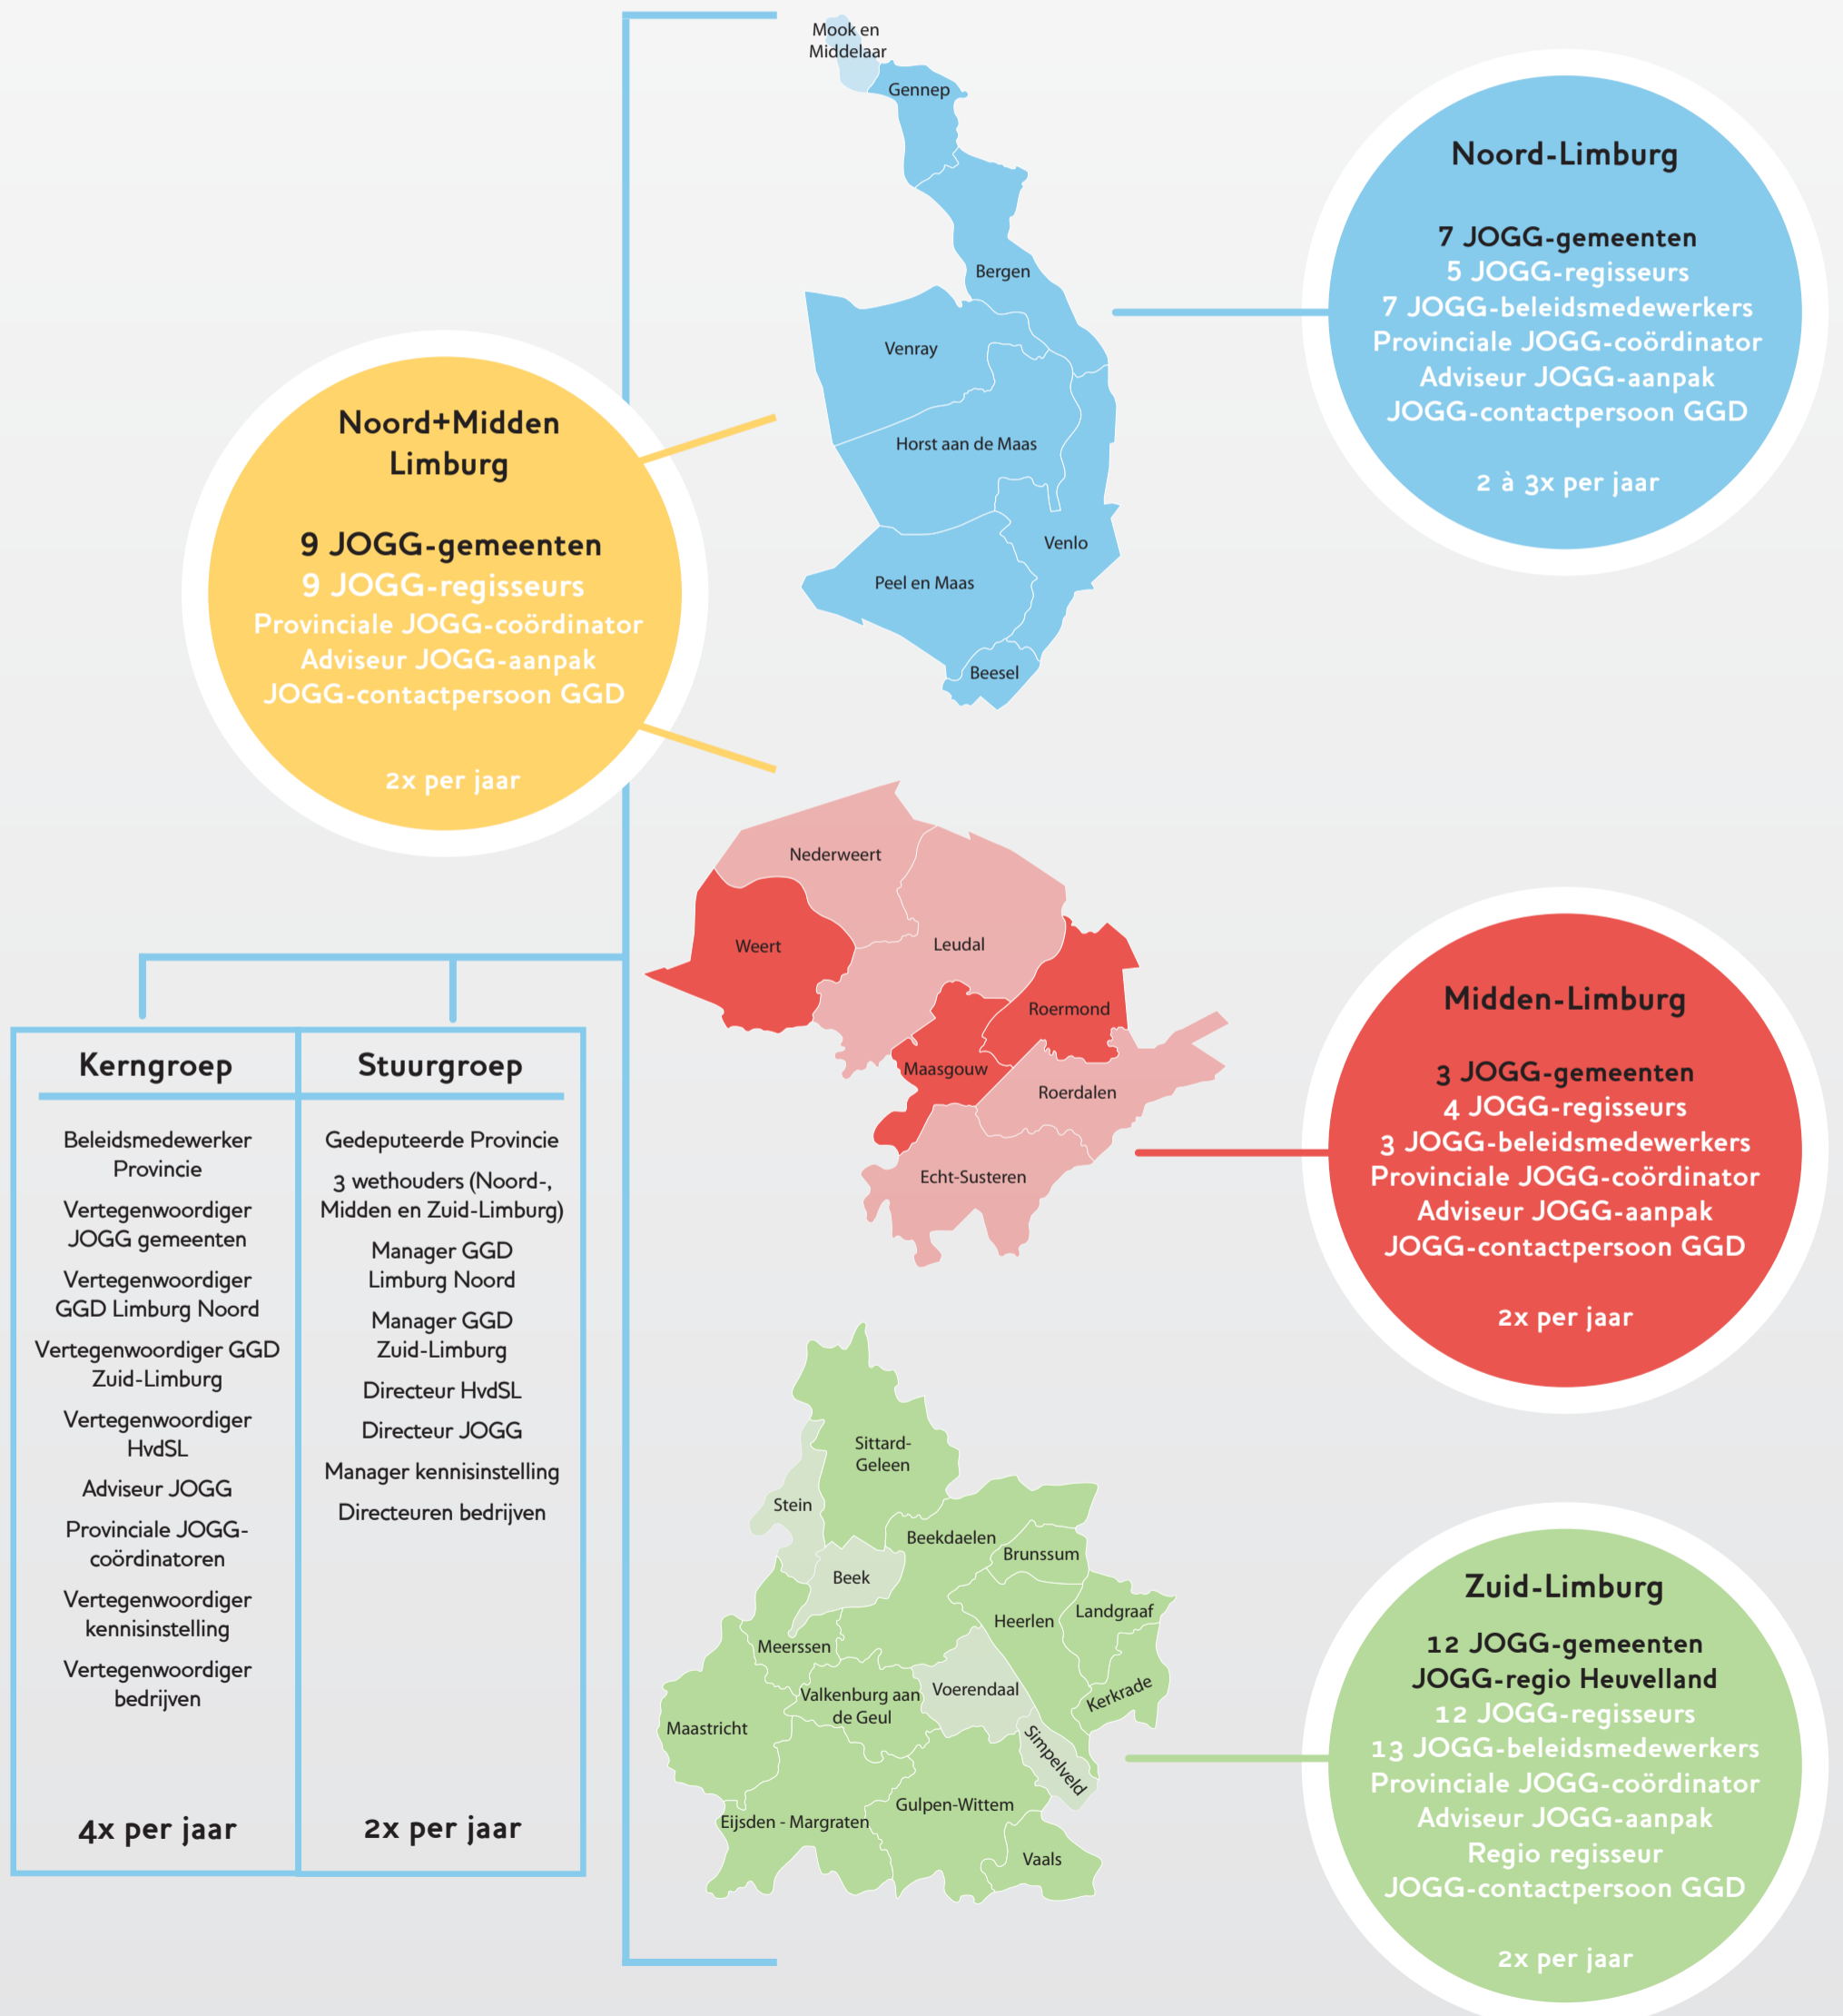 Mook en
Middelaar
Gennep
Bergen
Venray
Horst aan de Maas
Venlo
Peel en Maas
Beesel
Noord-Limburg
7 JOGG-gemeenten
5 JOGG-regisseurs
7 JOGG-beleidsmedewerkers
Provinciale JOGG-coördinator
Adviseur JOGG-aanpak
JOGG-contactpersoon GGD
2 à 3x per jaar
Noord+Midden
Limburg
9 JOGG-gemeenten
9 JOGG-regisseurs
Provinciale JOGG-coördinator
Adviseur JOGG-aanpak
JOGG-contactpersoon GGD
2x per jaar
Nederweert
Weert
Leudal
Roermond
Maasgouw
Roerdalen
Echt-Susteren
Midden-Limburg
3 JOGG-gemeenten
4 JOGG-regisseurs
3 JOGG-beleidsmedewerkers
Provinciale JOGG-coördinator
Adviseur JOGG-aanpak
JOGG-contactpersoon GGD
2x per jaar
Kerngroep
Beleidsmedewerker
Provincie
Vertegenwoordiger
JOGG gemeenten
Vertegenwoordiger
GGD Limburg Noord
Vertegenwoordiger GGD
Zuid-Limburg
Vertegenwoordiger
HvdSL
Adviseur JOGG
Provinciale JOGG-
coördinatoren
Vertegenwoordiger
kennisinstelling
Vertegenwoordiger
bedrijven
4x per jaar
Stuurgroep
Gedeputeerde Provincie
3 wethouders (Noord-,
Midden en Zuid-Limburg)
Manager GGD
Limburg Noord
Manager GGD
Zuid-Limburg
Directeur HvdSL
Directeur JOGG
Manager kennisinstelling
Directeuren bedrijven
2x per jaar
Sittard-
Geleen
Stein
Beekdaelen
Brunssum
Beek
Landgraaf
Heerlen
Meerssen
Voerendaal
Kerkrade
Valkenburg aan
de Geul
Maastricht
Simpelveld
Gulpen-Wittem
Eijsden - Margraten
Vaals
Zuid-Limburg
12 JOGG-gemeenten
JOGG-regio Heuvelland
12 JOGG-regisseurs
13 JOGG-beleidsmedewerkers
Provinciale JOGG-coördinator
Adviseur JOGG-aanpak
Regio regisseur
JOGG-contactpersoon GGD
2x per jaar